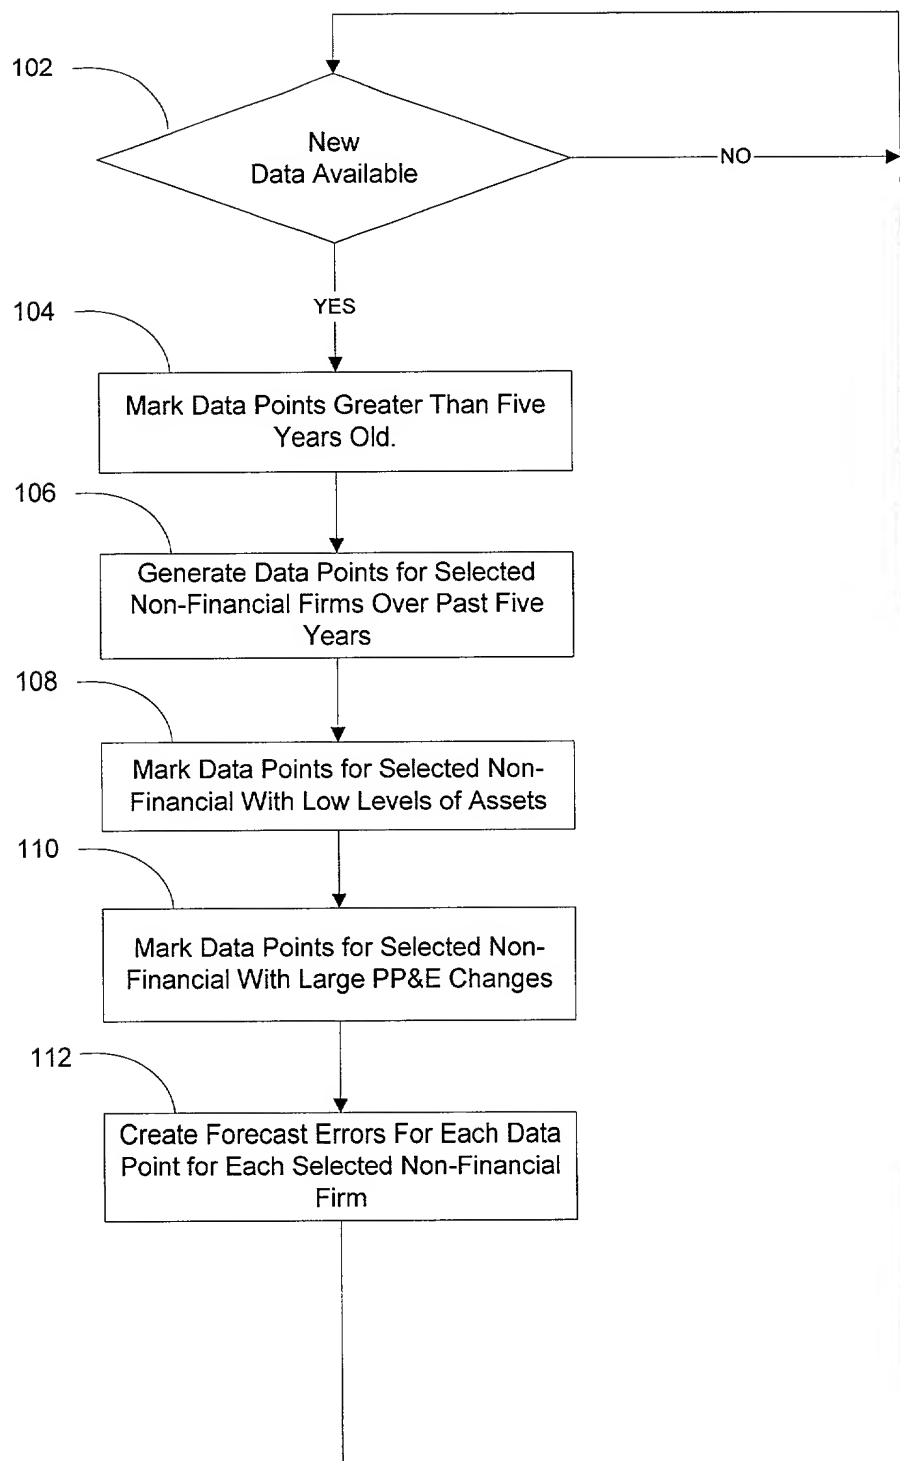 102
New
Data Available
NO
YES
104
Mark Data Points Greater Than Five
Years Old.
106
Generate Data Points for Selected
Non-Financial Firms Over Past Five
Years
108
Mark Data Points for Selected Non-
Financial With Low Levels of Assets
110
Mark Data Points for Selected Non-
Financial With Large PP&E Changes
112
Create Forecast Errors For Each Data
Point for Each Selected Non-Financial
Firm